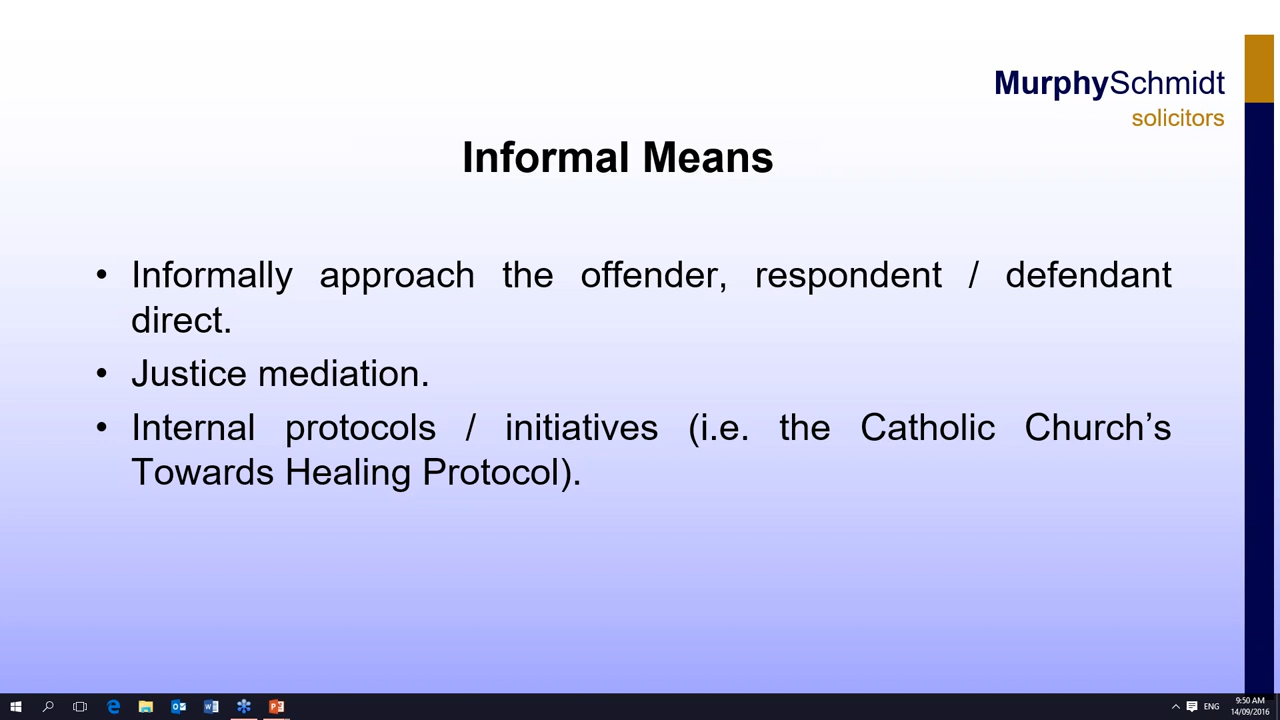 MurphySchmidt
solicitors
Informal Means
• Informally approach the offender, respondent / defendant
direct.
• Justice mediation.
• Internal protocols / initiatives (i.e. the Catholic Church’s
Towards Healing Protocol).
ENG
9:50 AM
14/09/2016